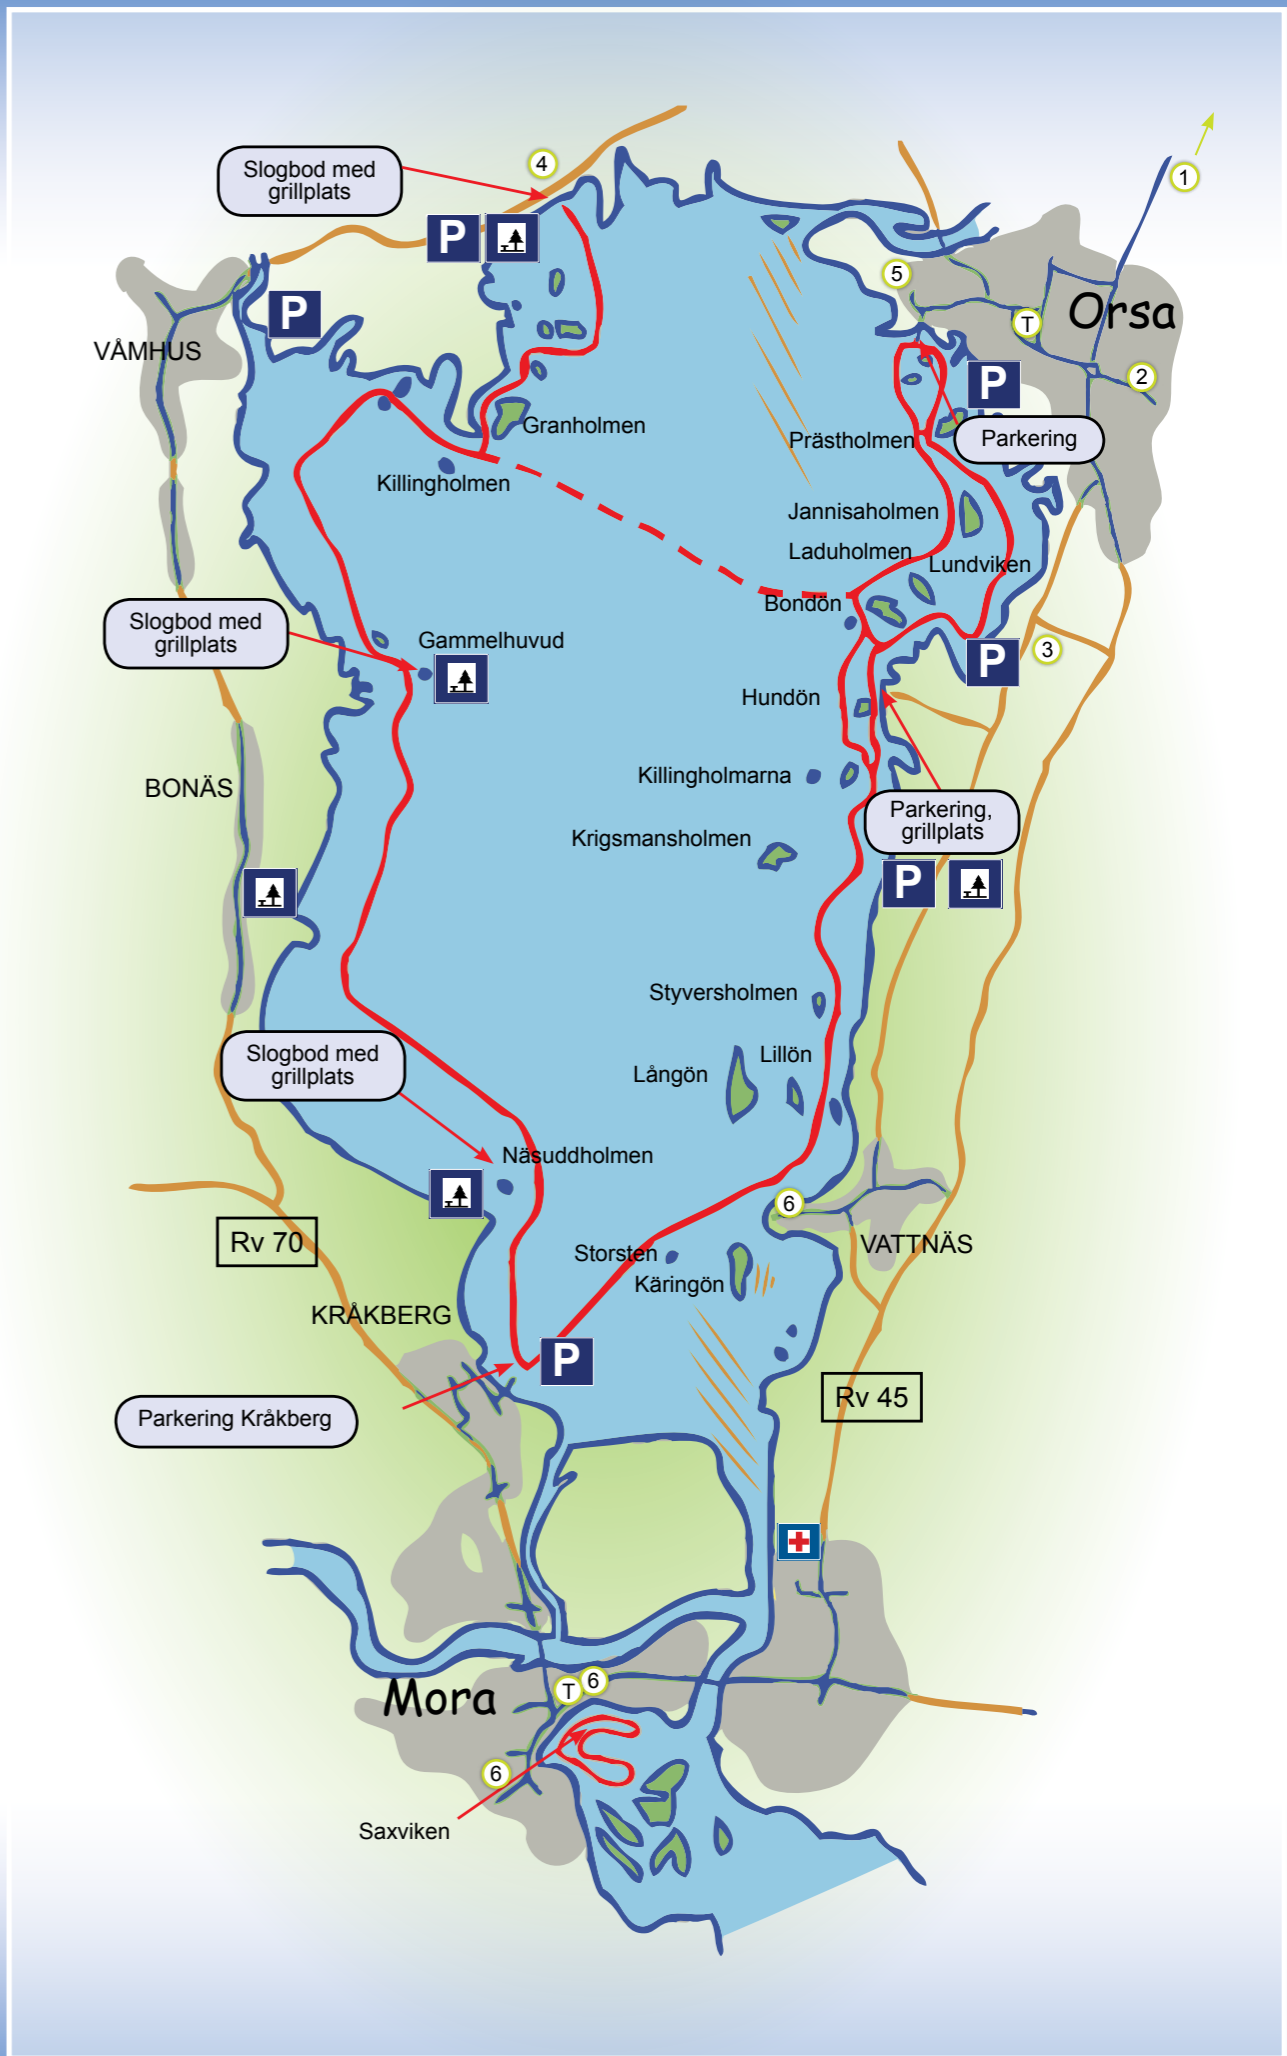 Slogbod med
grillplats
4
1
P
5
Orsa
P
T
VÅMHUS
2
P
Granholmen
Prästholmen
Parkering
Killingholmen
Jannisaholmen
Laduholmen
Lundviken
Bondön
Slogbod med
grillplats
Gammelhuvud
3
P
Hundön
Killingholmarna
BONÄS
Parkering,
grillplats
Krigsmansholmen
P
Styversholmen
Slogbod med
grillplats
Lillön
Långön
Näsuddholmen
6
Rv 70
VATTNÄS
Storsten
Käringön
KRÅKBERG
P
Rv 45
Parkering Kråkberg
Mora
T
6
6
Saxviken